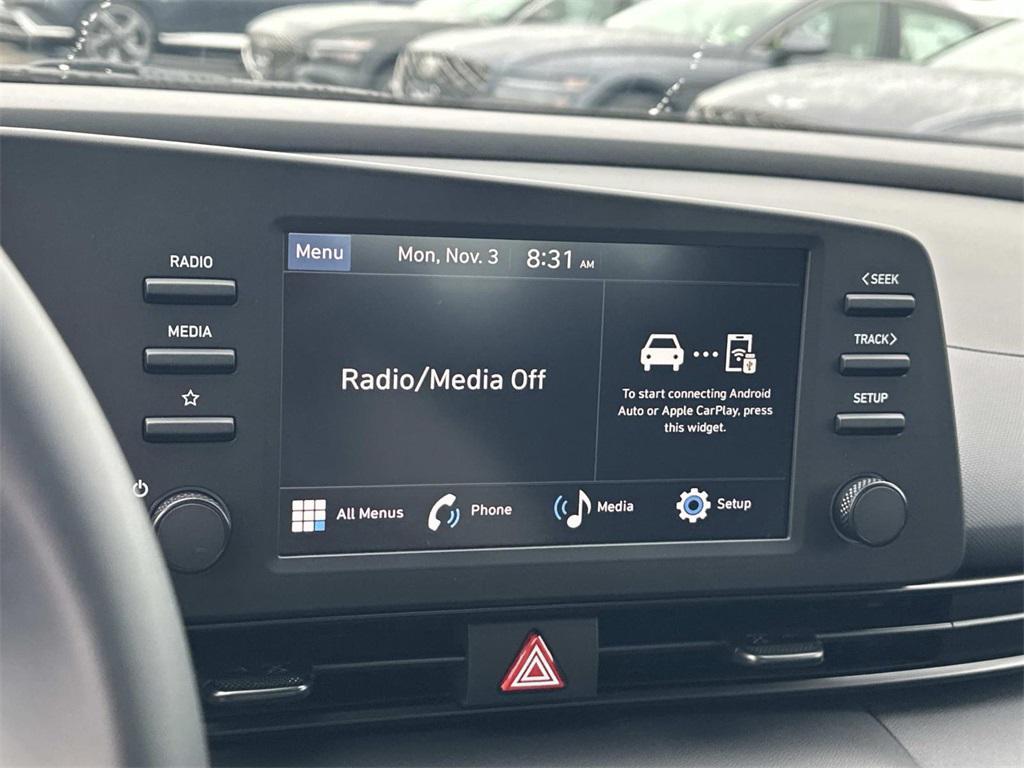 RADIO
MEDIA
Menu
Mon, Nov. 3
8:31 AM
Radio/Media Off
To start connecting Android
Auto or Apple CarPlay, press
this widget.
All Menus
Phone
Media
Setup
<SEEK
TRACK>
SETUP